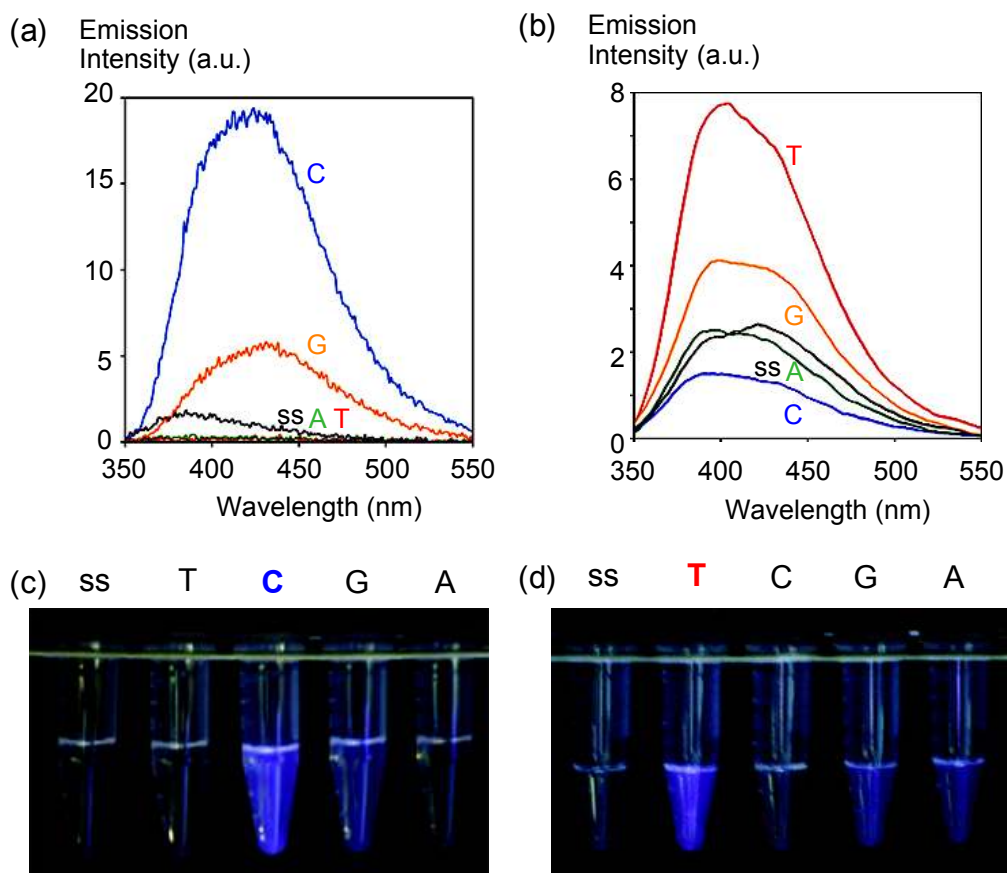 (a) Emission
Intensity (a.u.)
20
15
10
5
0
C
G
ss A T
350 400 450 500 550
Wavelength (nm)
(b) Emission
Intensity (a.u.)
8
6
4
2
0
T
G
ss A
C
350 400 450 500 550
Wavelength (nm)
(c) ss T C G A
(d) ss T C G A